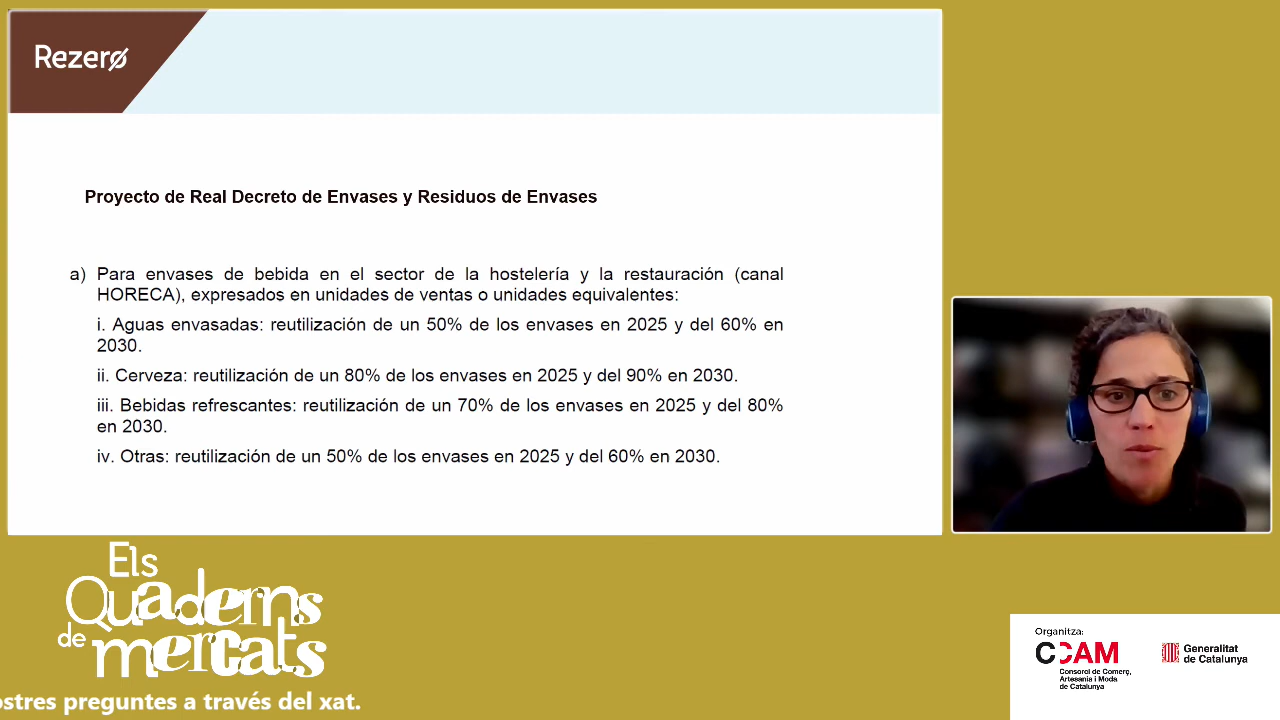 Rezero
Proyecto de Real Decreto de Envases y Residuos de Envases
a) Para envases de bebida en el sector de la hostelería y la restauración (canal
HORECA), expresados en unidades de ventas o unidades equivalentes:
i. Aguas envasadas: reutilización de un 50% de los envases en 2025 y del 60% en
2030.
ii. Cerveza: reutilización de un 80% de los envases en 2025 y del 90% en 2030.
iii. Bebidas refrescantes: reutilización de un 70% de los envases en 2025 y del 80%
en 2030.
iv. Otras: reutilización de un 50% de los envases en 2025 y del 60% en 2030.
Els
Quaderns
de
mercats
ostres preguntes a través del xat.
Organitza:
CCAM
Consorci de Comerç,
Artesania i Moda
de Catalunya
Generalitat
de Catalunya